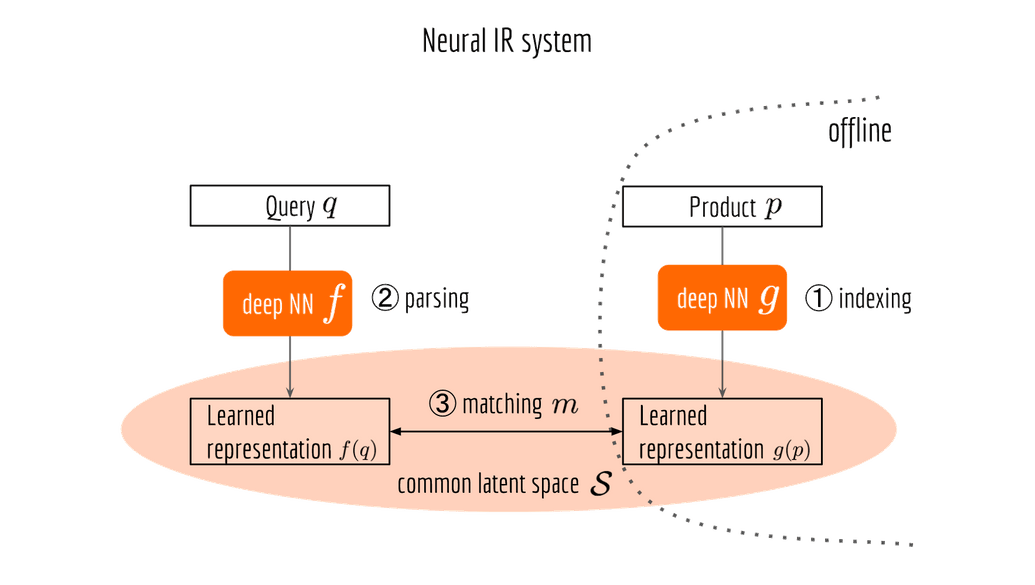 Neural IR system
offline
Query q
Product p
deep NN f
② parsing
deep NN g
① indexing
③ matching m
Learned
representation f(q)
Learned
representation g(p)
common latent space 𝒮